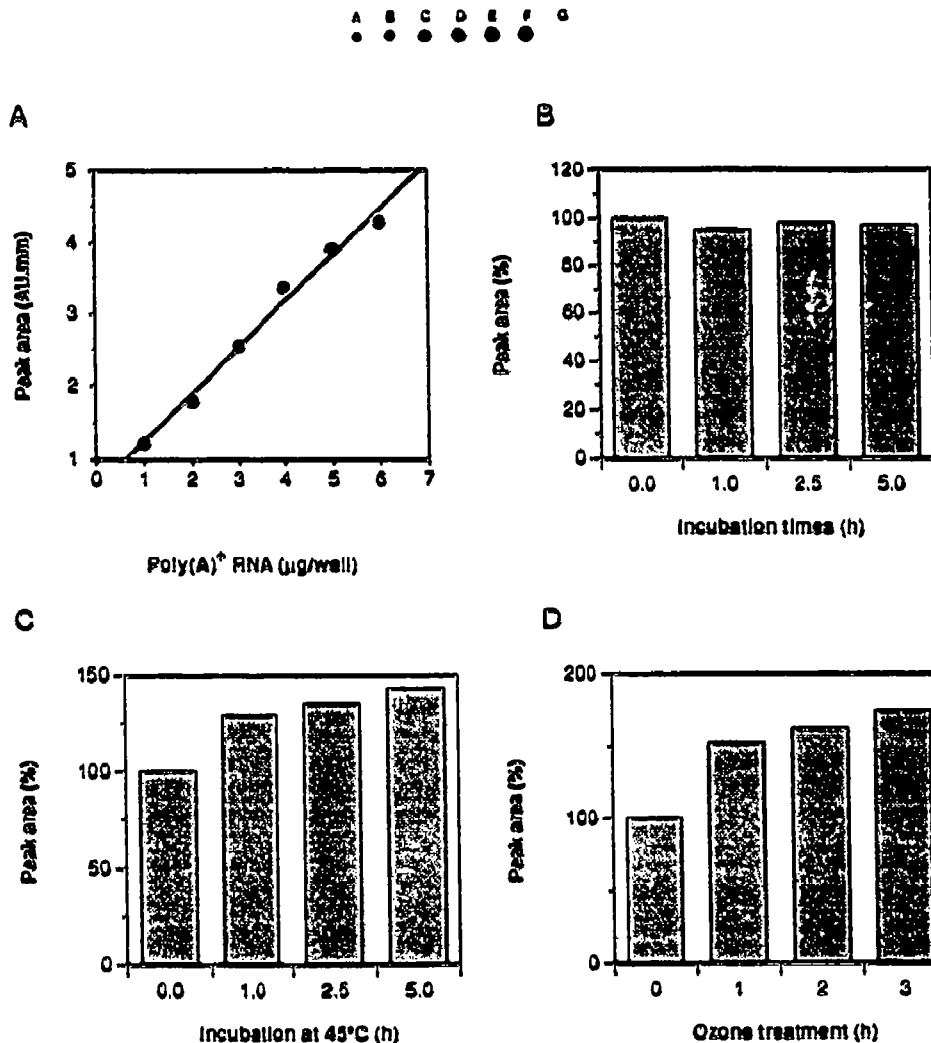 A B C D E F G
A
5
4
3
2
1
Peak area (AU.mm)
0 1 2 3 4 5 6 7
Poly(A)+ RNA (µg/well)
B
120
100
80
60
40
20
0
Peak area (%)
0.0 1.0 2.5 5.0
Incubation times (h)
C
150
100
50
0
Peak area (%)
0.0 1.0 2.5 5.0
Incubation at 45°C (h)
D
200
100
0
Peak area (%)
0 1 2 3
Ozone treatment (h)